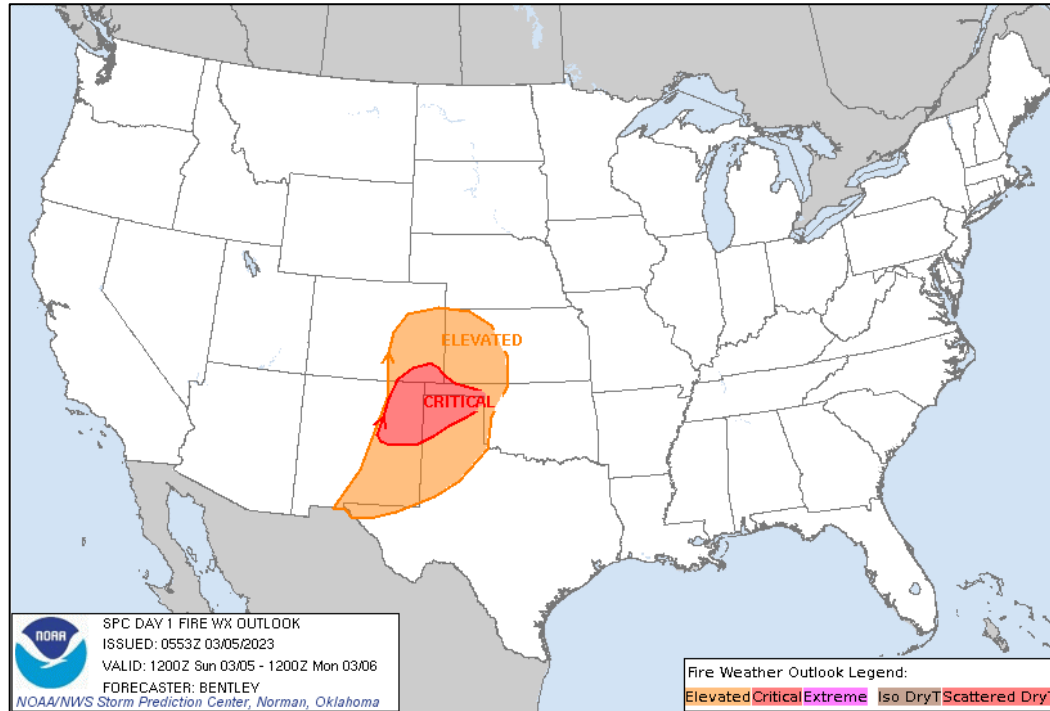 ELEVATED
CRITICAL
NOAA
SPC DAY 1 FIRE WX OUTLOOK
ISSUED: 0553Z 03/05/2023
VALID: 1200Z Sun 03/05 - 1200Z Mon 03/06
FORECASTER: BENTLEY
NOAA/NWS Storm Prediction Center, Norman, Oklahoma
Fire Weather Outlook Legend:
Elevated Critical Extreme Iso DryT Scattered DryT